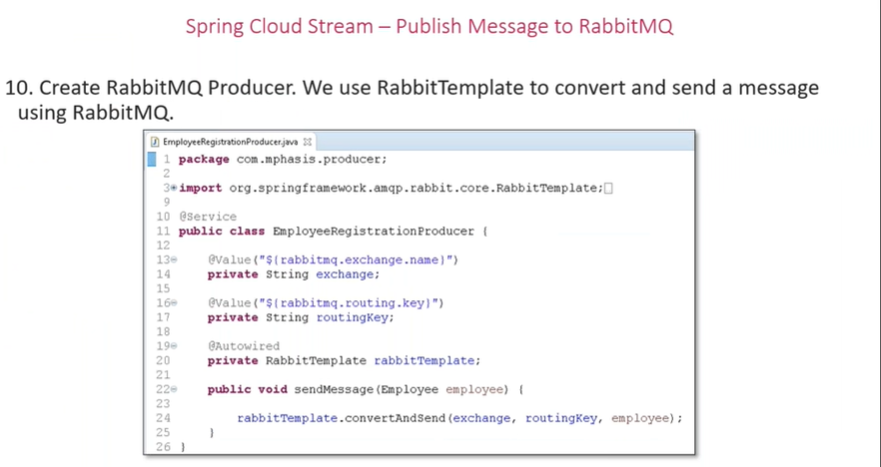 Spring Cloud Stream – Publish Message to RabbitMQ
10. Create RabbitMQ Producer. We use RabbitTemplate to convert and send a message
using RabbitMQ.
EmployeeRegistrationProducer.java
1 package com.mphasis.producer;
2
3 import org.springframework.amqp.rabbit.core.RabbitTemplate;
9
10 @Service
11 public class EmployeeRegistrationProducer {
12
13 @Value("${rabbitmq.exchange.name}")
14 private String exchange;
15
16 @Value("${rabbitmq.routing.key}")
17 private String routingKey;
18
19 @Autowired
20 private RabbitTemplate rabbitTemplate;
21
22 public void sendMessage(Employee employee) {
23
24 rabbitTemplate.convertAndSend(exchange, routingKey, employee);
25 }
26 }